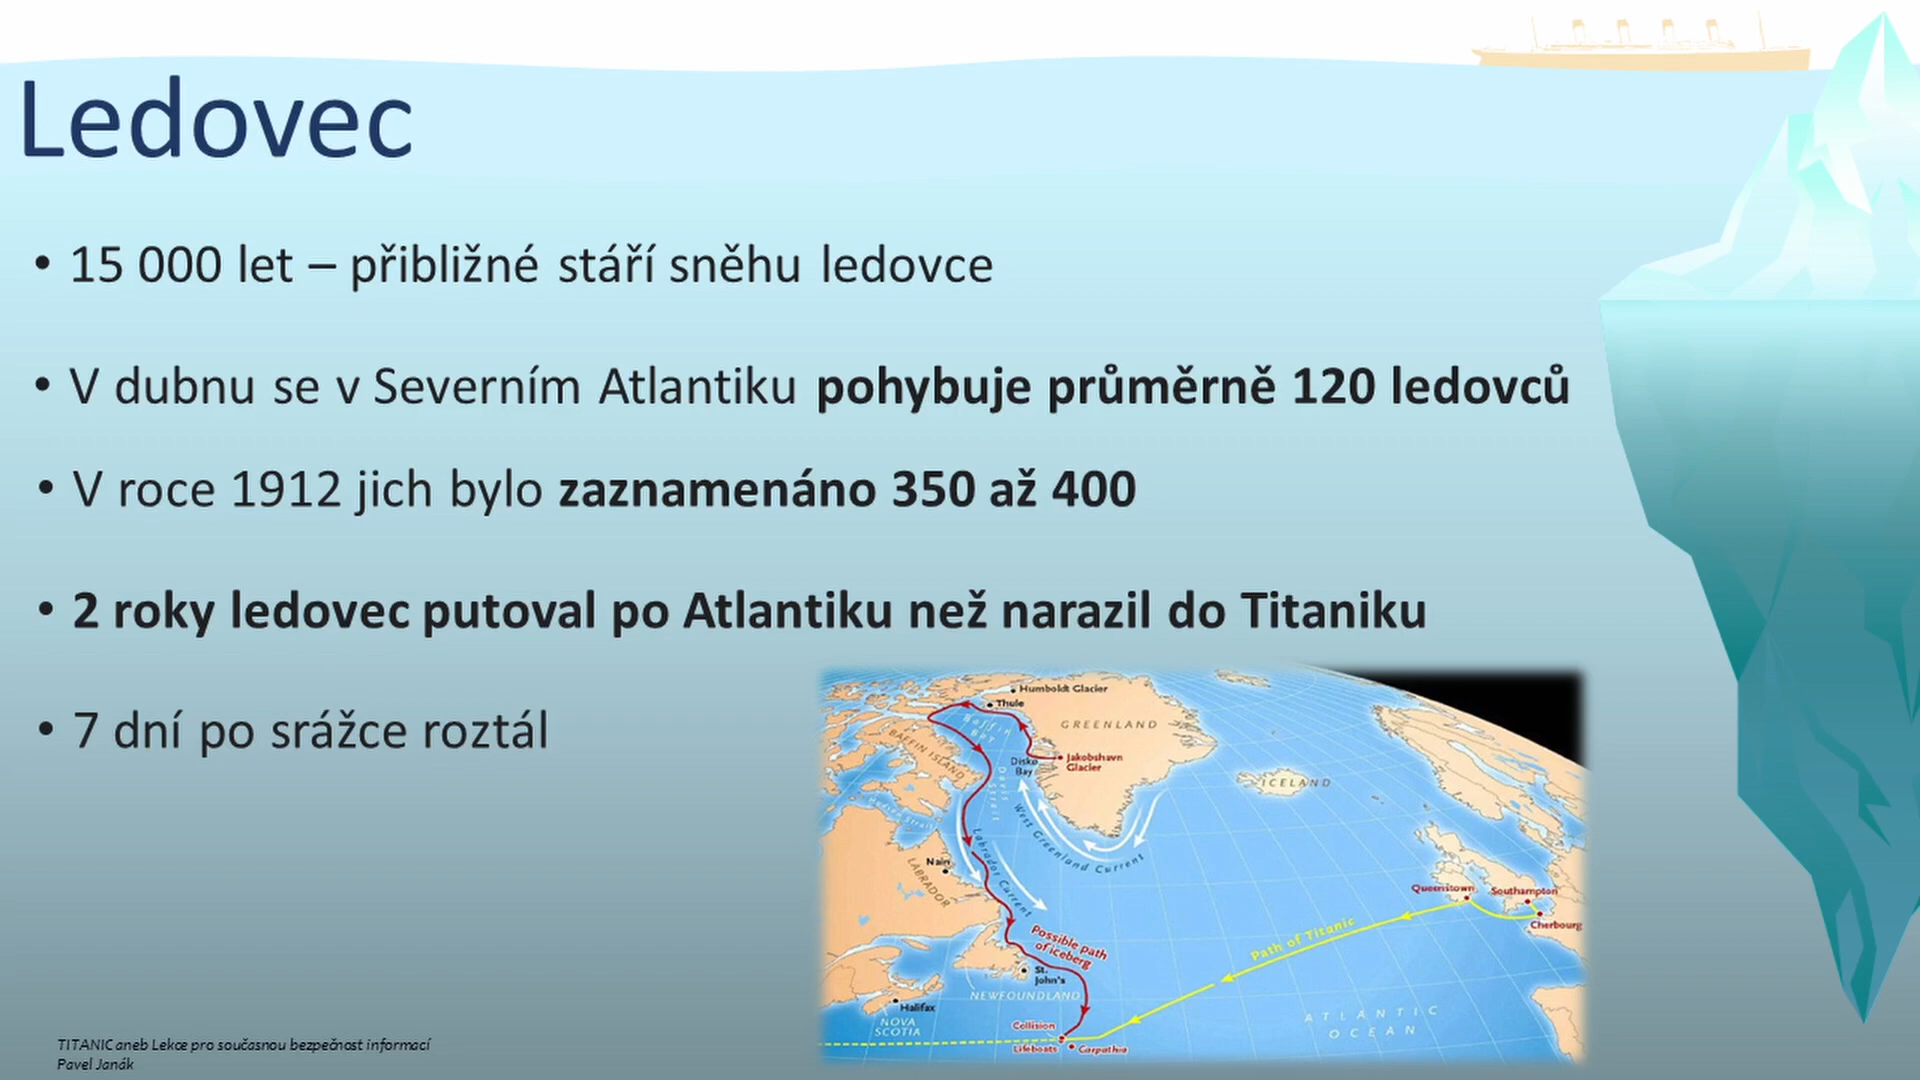 Ledovec
• 15 000 let – přibližné stáří sněhu ledovce
• V dubnu se v Severním Atlantiku pohybuje průměrně 120 ledovců
• V roce 1912 jich bylo zaznamenáno 350 až 400
• 2 roky ledovec putoval po Atlantiku než narazil do Titaniku
• 7 dní po srážce roztál
Humboldt Glacier
Thule
GREENLAND
Baffin
Bay
BAFFIN ISLAND
Disko
Bay
Jakobshavn
Glacier
ICELAND
Davis Strait
Hudson Strait
West Greenland Current
Labrador Current
Nain
LABRADOR
Queenstown
Southampton
Cherbourg
Path of Titanic
Possible path
of iceberg
St.
John's
NEWFOUNDLAND
Halifax
NOVA
SCOTIA
ATLANTIC
OCEAN
Collision
Lifeboats
Carpathia
TITANIC aneb Lekce pro současnou bezpečnost informací
Pavel Janák